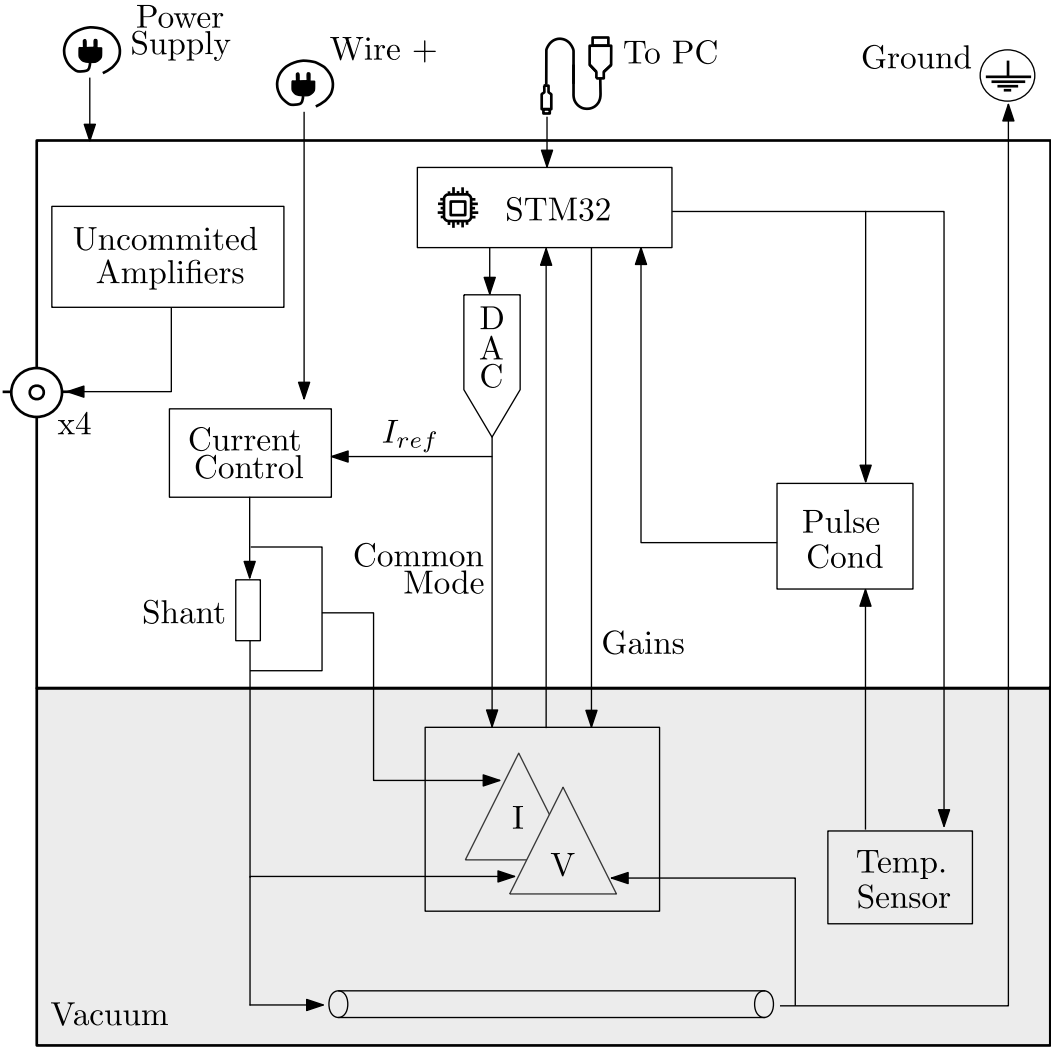 Power
Supply
Wire +
To PC
Ground
STM32
Uncommited
Amplifiers
D
A
C
x4
I_ref
Current
Control
Pulse
Cond
Common
Mode
Shant
Gains
I
V
Temp.
Sensor
Vacuum